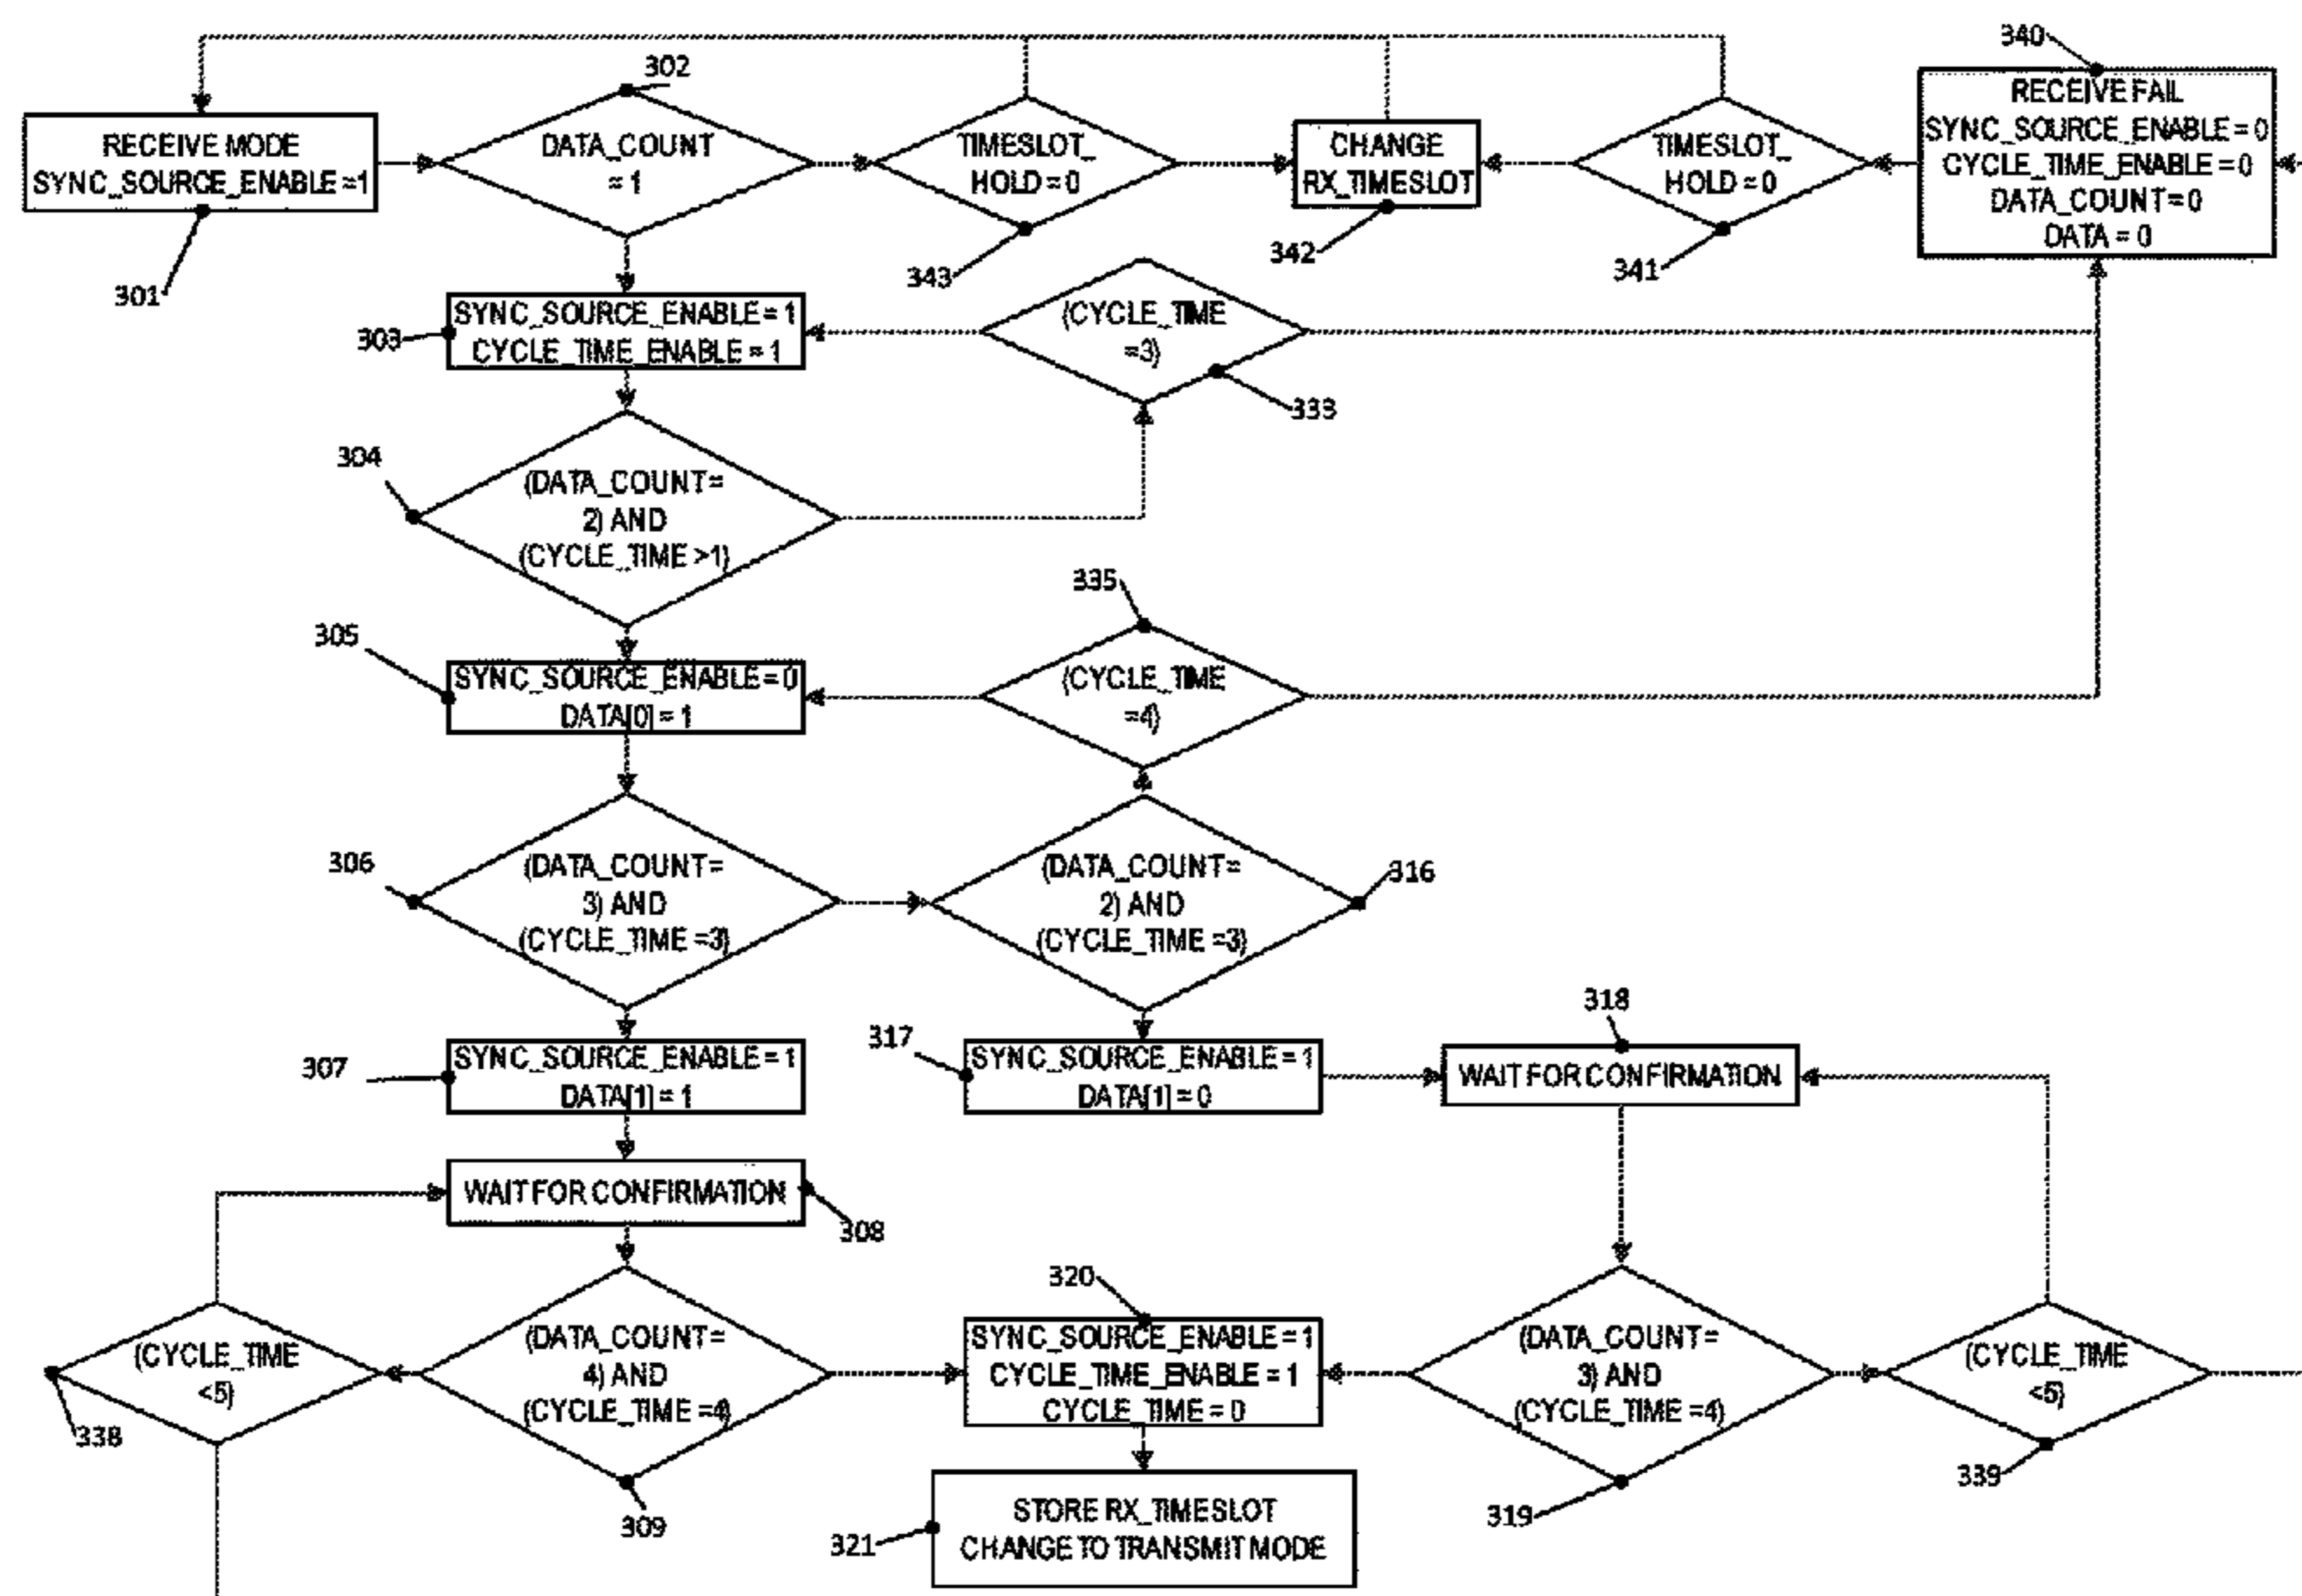 302
340
RECEIVE MODE
SYNC_SOURCE_ENABLE =1
301
DATA_COUNT
= 1
TIMESLOT_
HOLD = 0
343
CHANGE
RX_TIMESLOT
342
TIMESLOT_
HOLD = 0
341
RECEIVE FAIL
SYNC_SOURCE_ENABLE = 0
CYCLE_TIME_ENABLE = 0
DATA_COUNT = 0
DATA = 0
303
SYNC_SOURCE_ENABLE = 1
CYCLE_TIME_ENABLE = 1
(CYCLE_TIME
=3)
333
304
(DATA_COUNT =
2) AND
(CYCLE_TIME >1)
305
SYNC_SOURCE_ENABLE = 0
DATA[0] = 1
335
(CYCLE_TIME
=4)
306
(DATA_COUNT =
3) AND
(CYCLE_TIME =3)
(DATA_COUNT =
2) AND
(CYCLE_TIME =3)
316
307
SYNC_SOURCE_ENABLE = 1
DATA[1] = 1
317
SYNC_SOURCE_ENABLE = 1
DATA[1] = 0
318
WAIT FOR CONFIRMATION
WAIT FOR CONFIRMATION
308
338
(CYCLE_TIME
<5)
(DATA_COUNT =
4) AND
(CYCLE_TIME =4)
309
320
SYNC_SOURCE_ENABLE = 1
CYCLE_TIME_ENABLE = 1
CYCLE_TIME = 0
(DATA_COUNT =
3) AND
(CYCLE_TIME =4)
319
(CYCLE_TIME
<5)
339
321
STORE RX_TIMESLOT
CHANGE TO TRANSMIT MODE